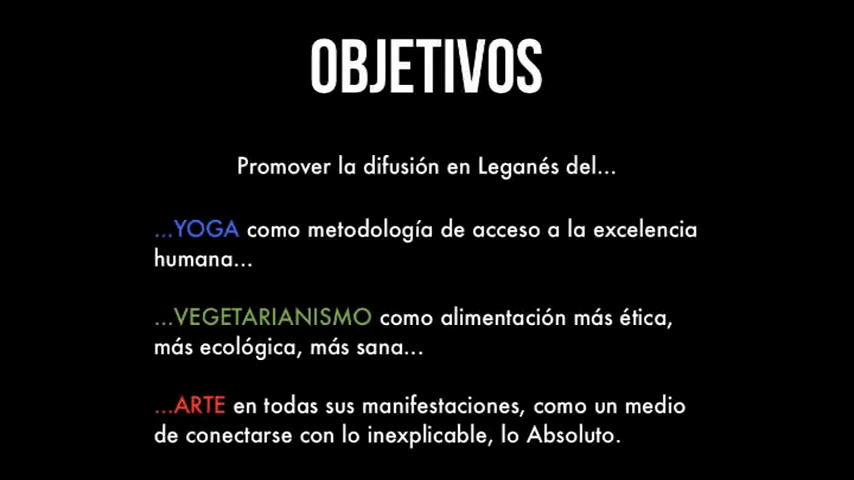 OBJETIVOS
Promover la difusión en Leganés del...
...YOGA como metodología de acceso a la excelencia
humana...
...VEGETARIANISMO como alimentación más ética,
más ecológica, más sana...
...ARTE en todas sus manifestaciones, como un medio
de conectarse con lo inexplicable, lo Absoluto.